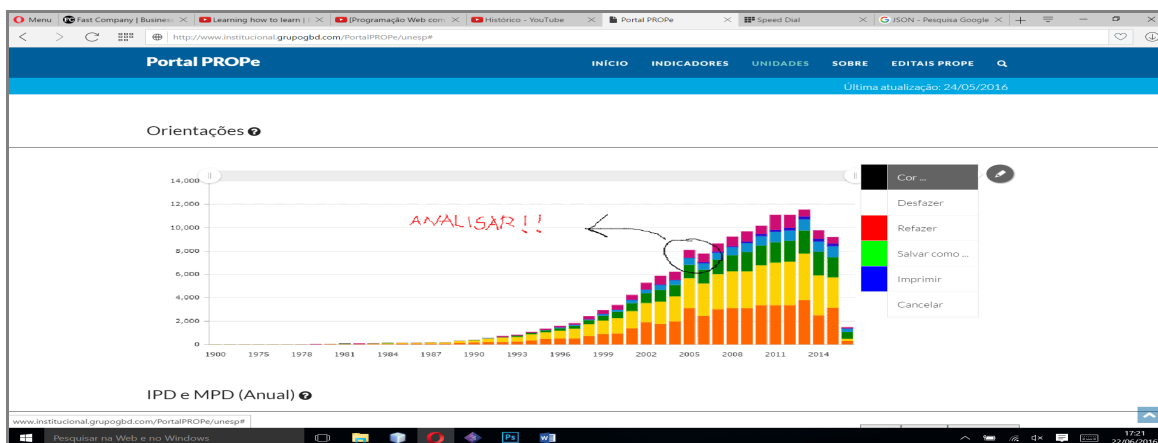 Menu
Fast Company | Business
Learning how to learn |
[Programação Web com
Histórico - YouTube
Portal PROPe
Speed Dial
JSON - Pesquisa Google
http://www.institucional.grupogbd.com/PortalPROPe/unesp#
Portal PROPe
INÍCIO INDICADORES UNIDADES SOBRE EDITAIS PROPE
Última atualização: 24/05/2016
Orientações
14,000
12,000
10,000
8,000
6,000
4,000
2,000
0
1900 1975 1978 1981 1984 1987 1990 1993 1996 1999 2002 2005 2008 2011 2014
ANALISAR!!
Cor ...
Desfazer
Refazer
Salvar como ...
Imprimir
Cancelar
IPD e MPD (Anual)
www.institucional.grupogbd.com/PortalPROPe/unesp#
Pesquisar na Web e no Windows
17:21
22/06/2016